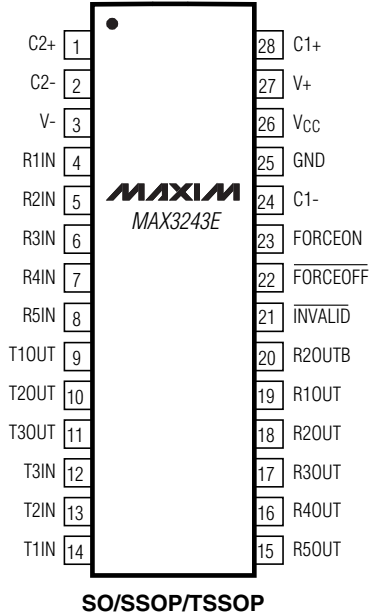 C2+ 1 28 C1+
C2- 2 27 V+
V- 3 26 VCC
R1IN 4 25 GND
R2IN 5 MAXIM 24 C1-
MAX3243E
R3IN 6 23 FORCEON
R4IN 7 22 FORCEOFF
R5IN 8 21 INVALID
T1OUT 9 20 R2OUTB
T2OUT 10 19 R1OUT
T3OUT 11 18 R2OUT
T3IN 12 17 R3OUT
T2IN 13 16 R4OUT
T1IN 14 15 R5OUT
SO/SSOP/TSSOP